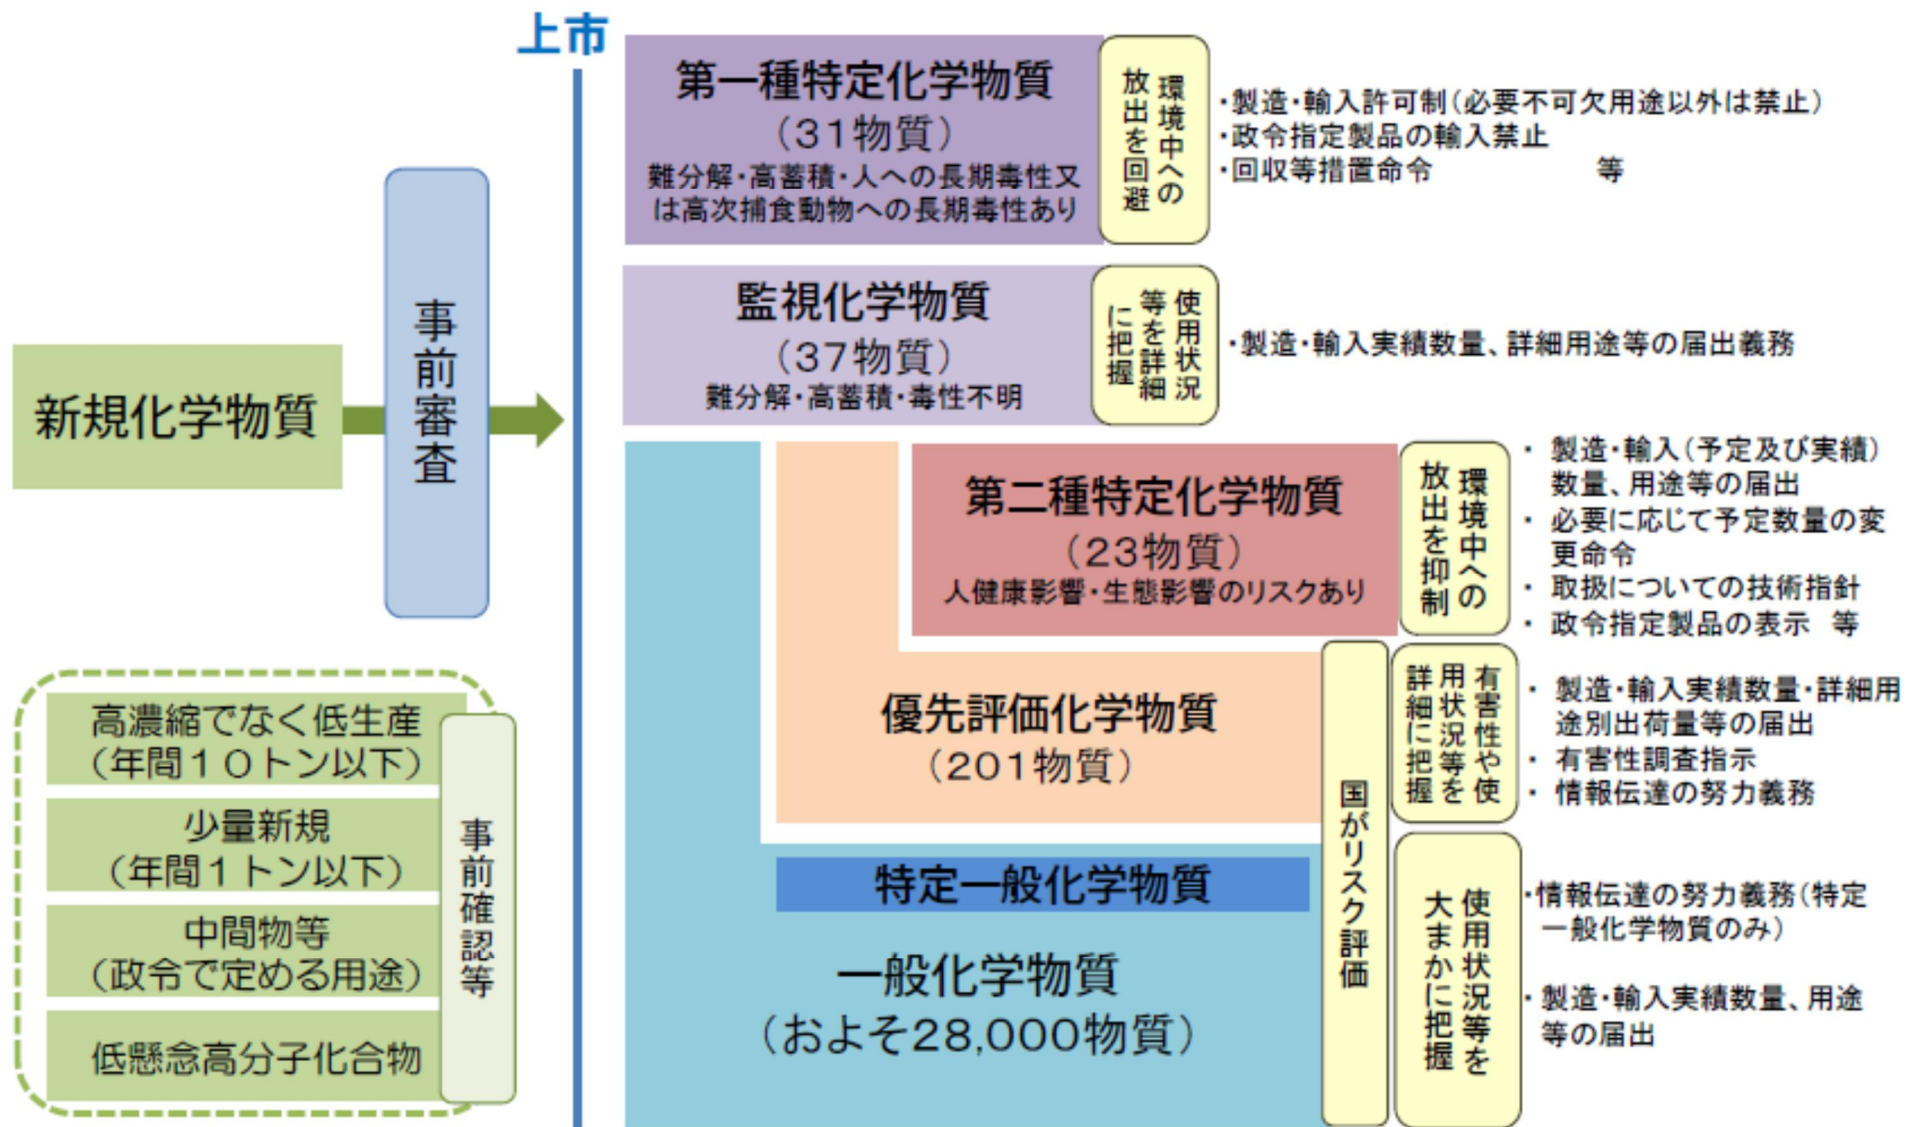 上市
新規化学物質
事前審査
高濃縮でなく低生産
(年間10トン以下)
少量新規
(年間1トン以下)
中間物等
(政令で定める用途)
低懸念高分子化合物
事前確認等
第一種特定化学物質
(31物質)
難分解・高蓄積・人への長期毒性又
は高次捕食動物への長期毒性あり
環境中への
放出を回避
・製造・輸入許可制(必要不可欠用途以外は禁止)
・政令指定製品の輸入禁止
・回収等措置命令 等
監視化学物質
(37物質)
難分解・高蓄積・毒性不明
使用状況
等を詳細
に把握
・製造・輸入実績数量、詳細用途等の届出義務
第二種特定化学物質
(23物質)
人健康影響・生態影響のリスクあり
環境中への
放出を抑制
・ 製造・輸入(予定及び実績)
数量、用途等の届出
・ 必要に応じて予定数量の変
更命令
・ 取扱についての技術指針
・ 政令指定製品の表示 等
優先評価化学物質
(201物質)
国がリスク評価
有害性や使
用状況等を
詳細に把握
・ 製造・輸入実績数量・詳細用
途別出荷量等の届出
・ 有害性調査指示
・ 情報伝達の努力義務
特定一般化学物質
一般化学物質
(およそ28,000物質)
使用状況等を
大まかに把握
・情報伝達の努力義務(特定
一般化学物質のみ)
・製造・輸入実績数量、用途
等の届出